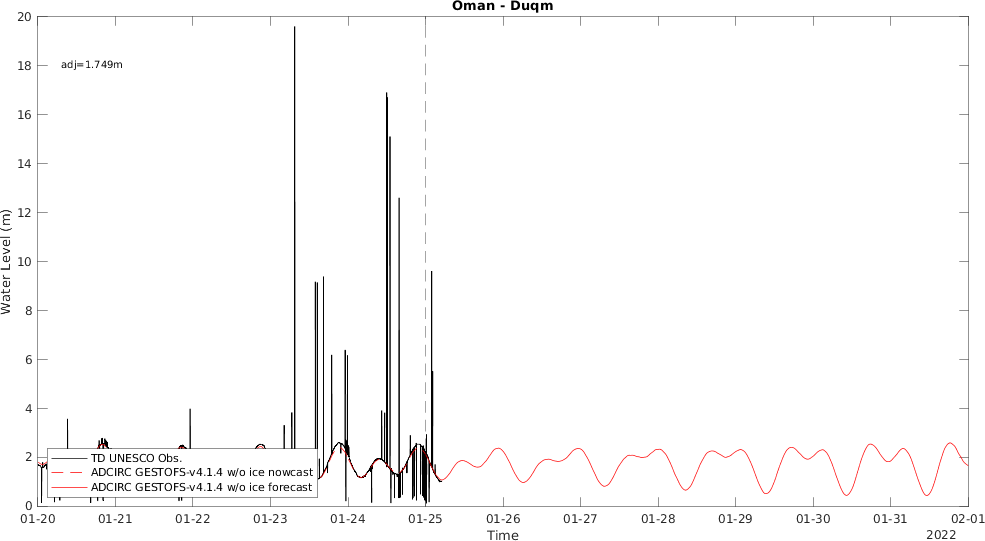 Oman - Duqm
20
18
16
14
12
10
8
6
4
2
0
Water Level (m)
adj=1.749m
TD UNESCO Obs.
ADCIRC GESTOFS-v4.1.4 w/o ice nowcast
ADCIRC GESTOFS-v4.1.4 w/o ice forecast
01-20 01-21 01-22 01-23 01-24 01-25 01-26 01-27 01-28 01-29 01-30 01-31 02-01
Time
2022